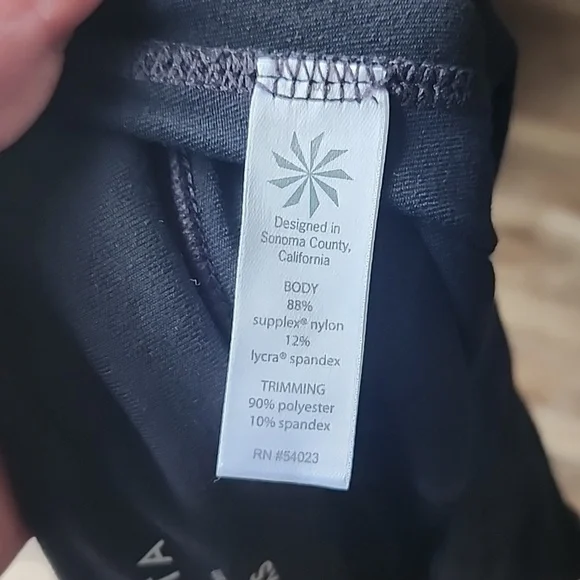 Designed in
Sonoma County,
California
BODY
88%
supplex® nylon
12%
lycra® spandex
TRIMMING
90% polyester
10% spandex
RN #54023